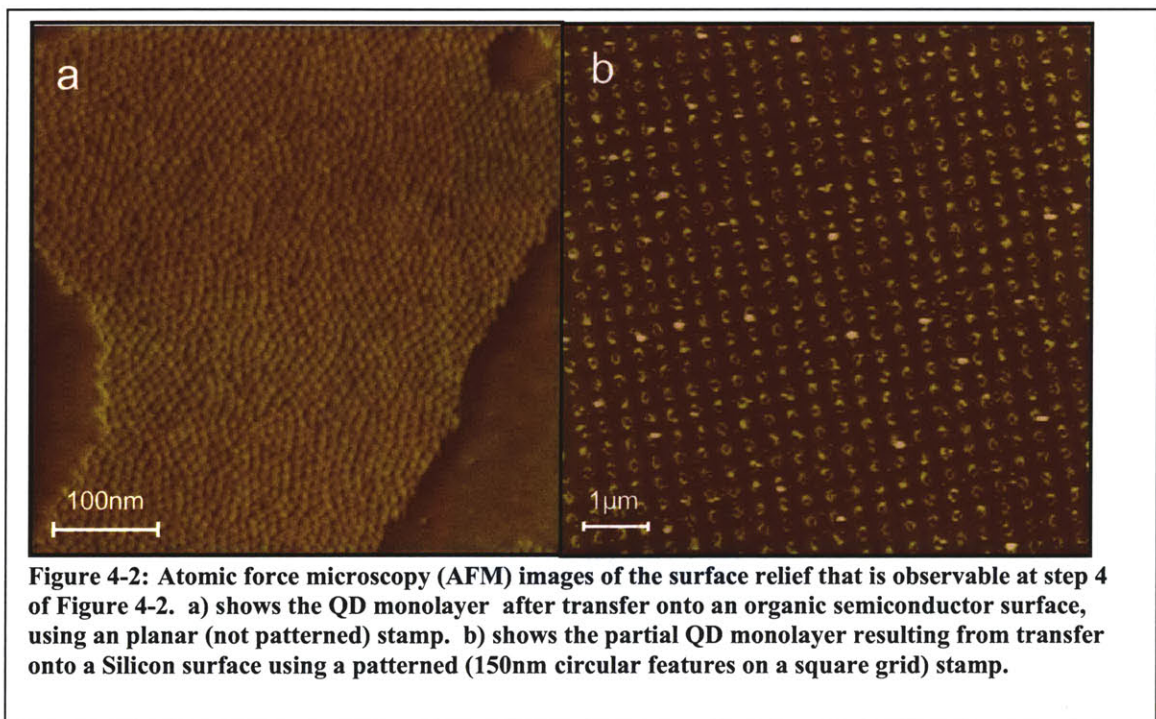 a
b
100nm
1µm
Figure 4-2: Atomic force microscopy (AFM) images of the surface relief that is observable at step 4
of Figure 4-2. a) shows the QD monolayer after transfer onto an organic semiconductor surface,
using an planar (not patterned) stamp. b) shows the partial QD monolayer resulting from transfer
onto a Silicon surface using a patterned (150nm circular features on a square grid) stamp.